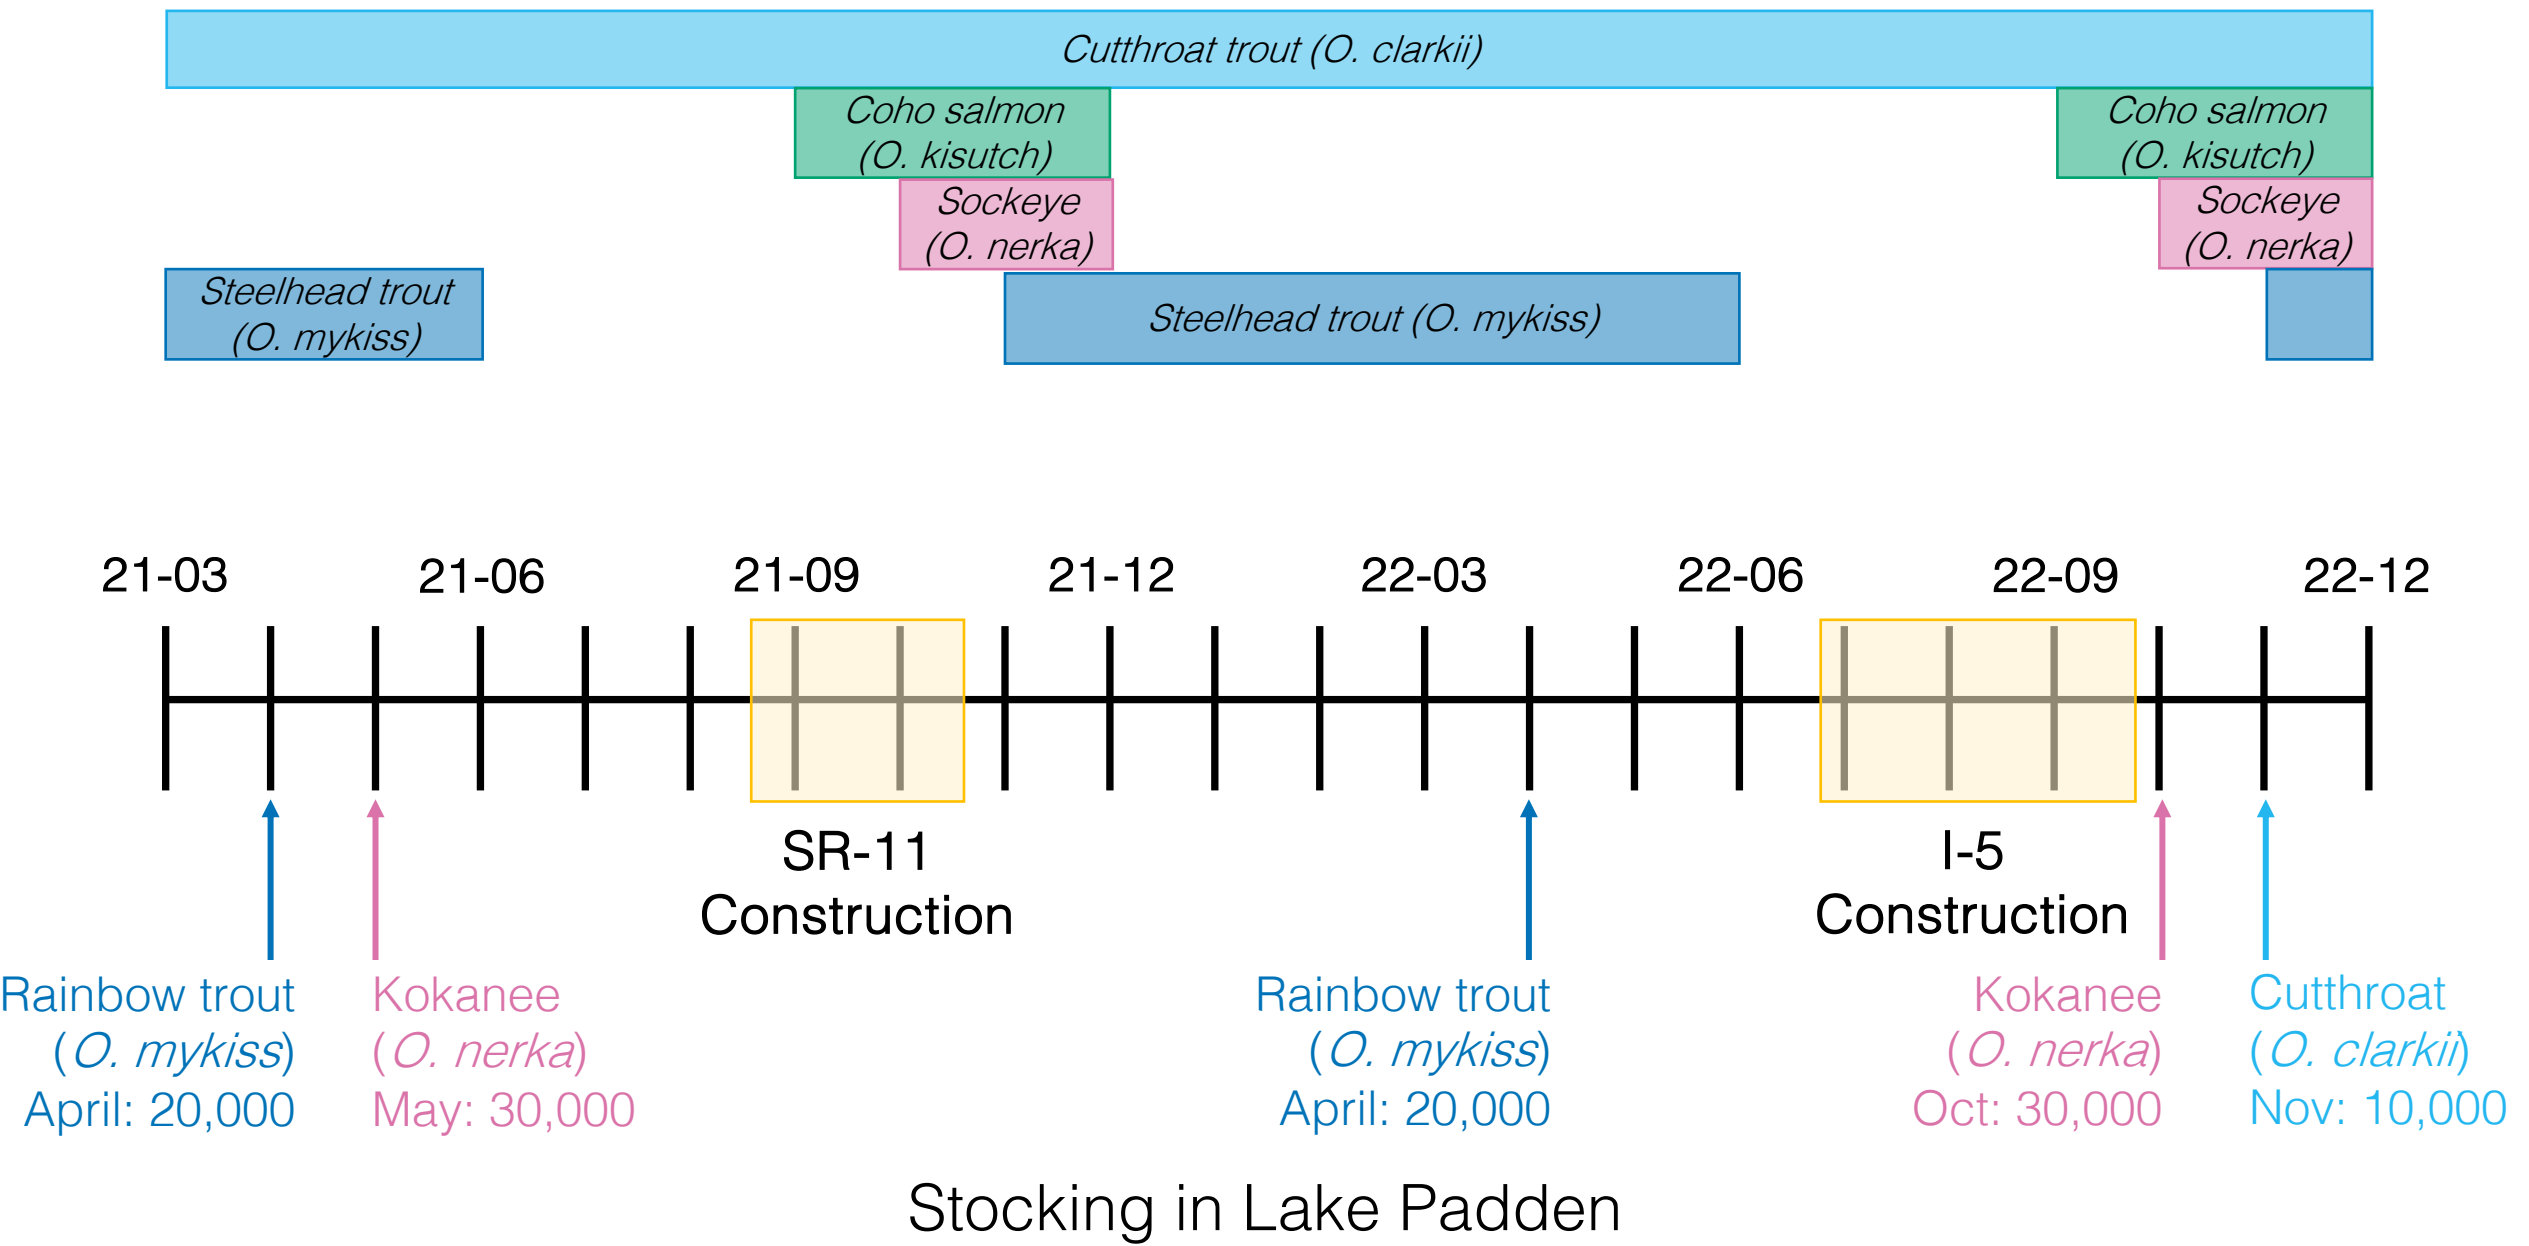 Cutthroat trout (O. clarkii)
Coho salmon
(O. kisutch)
Coho salmon
(O. kisutch)
Sockeye
(O. nerka)
Sockeye
(O. nerka)
Steelhead trout
(O. mykiss)
Steelhead trout (O. mykiss)
21-03
21-06
21-09
21-12
22-03
22-06
22-09
22-12
SR-11
Construction
I-5
Construction
Rainbow trout
(O. mykiss)
April: 20,000
Kokanee
(O. nerka)
May: 30,000
Rainbow trout
(O. mykiss)
April: 20,000
Kokanee
(O. nerka)
Oct: 30,000
Cutthroat
(O. clarkii)
Nov: 10,000
Stocking in Lake Padden